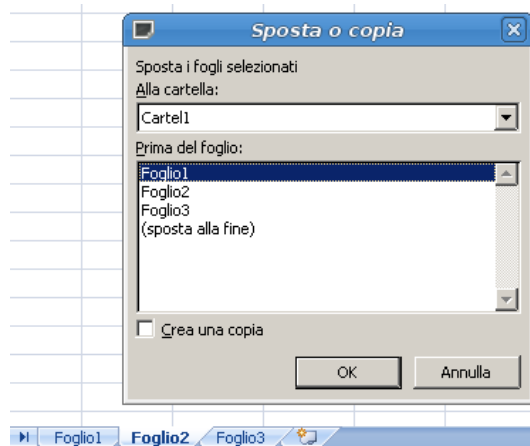 Sposta o copia
Sposta i fogli selezionati
Alla cartella:
Cartel1
Prima del foglio:
Foglio1
Foglio2
Foglio3
(sposta alla fine)
Crea una copia
OK Annulla
Foglio1 Foglio2 Foglio3